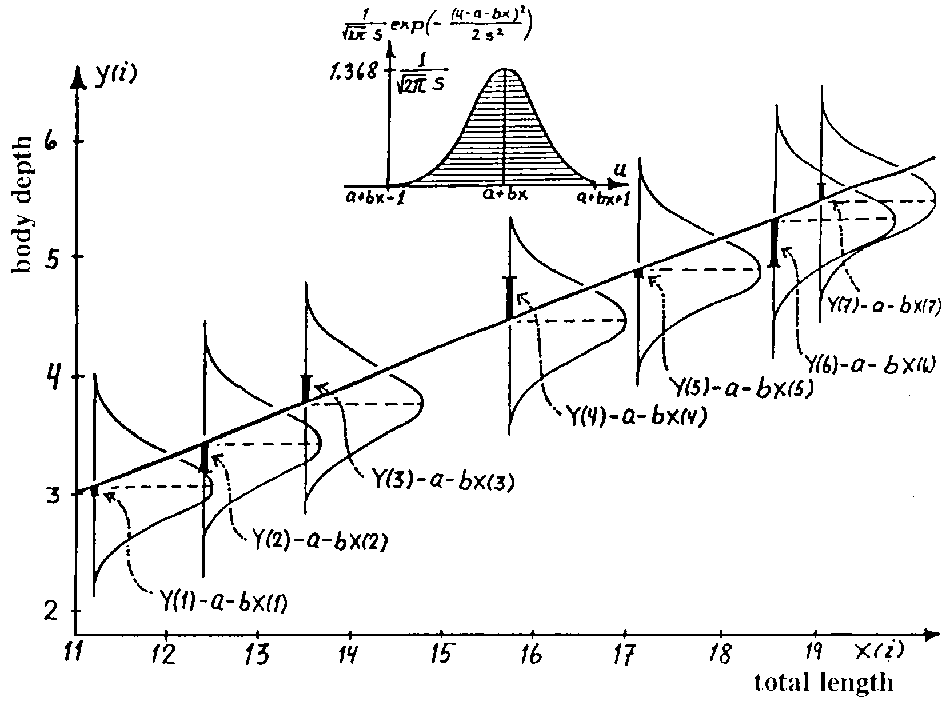 1/(√2π S) exp(- (u-a-bx)²/2s²)
1.368
1/(√2π S)
u
a+bx-1
a+bx
a+bx+1
y(i)
body depth
6
5
4
3
2
Y(7)-a-bX(7)
Y(6)-a-bX(6)
Y(5)-a-bX(5)
Y(4)-a-bX(4)
Y(3)-a-bX(3)
Y(2)-a-bX(2)
Y(1)-a-bX(1)
11 12 13 14 15 16 17 18 19 X(i)
total length